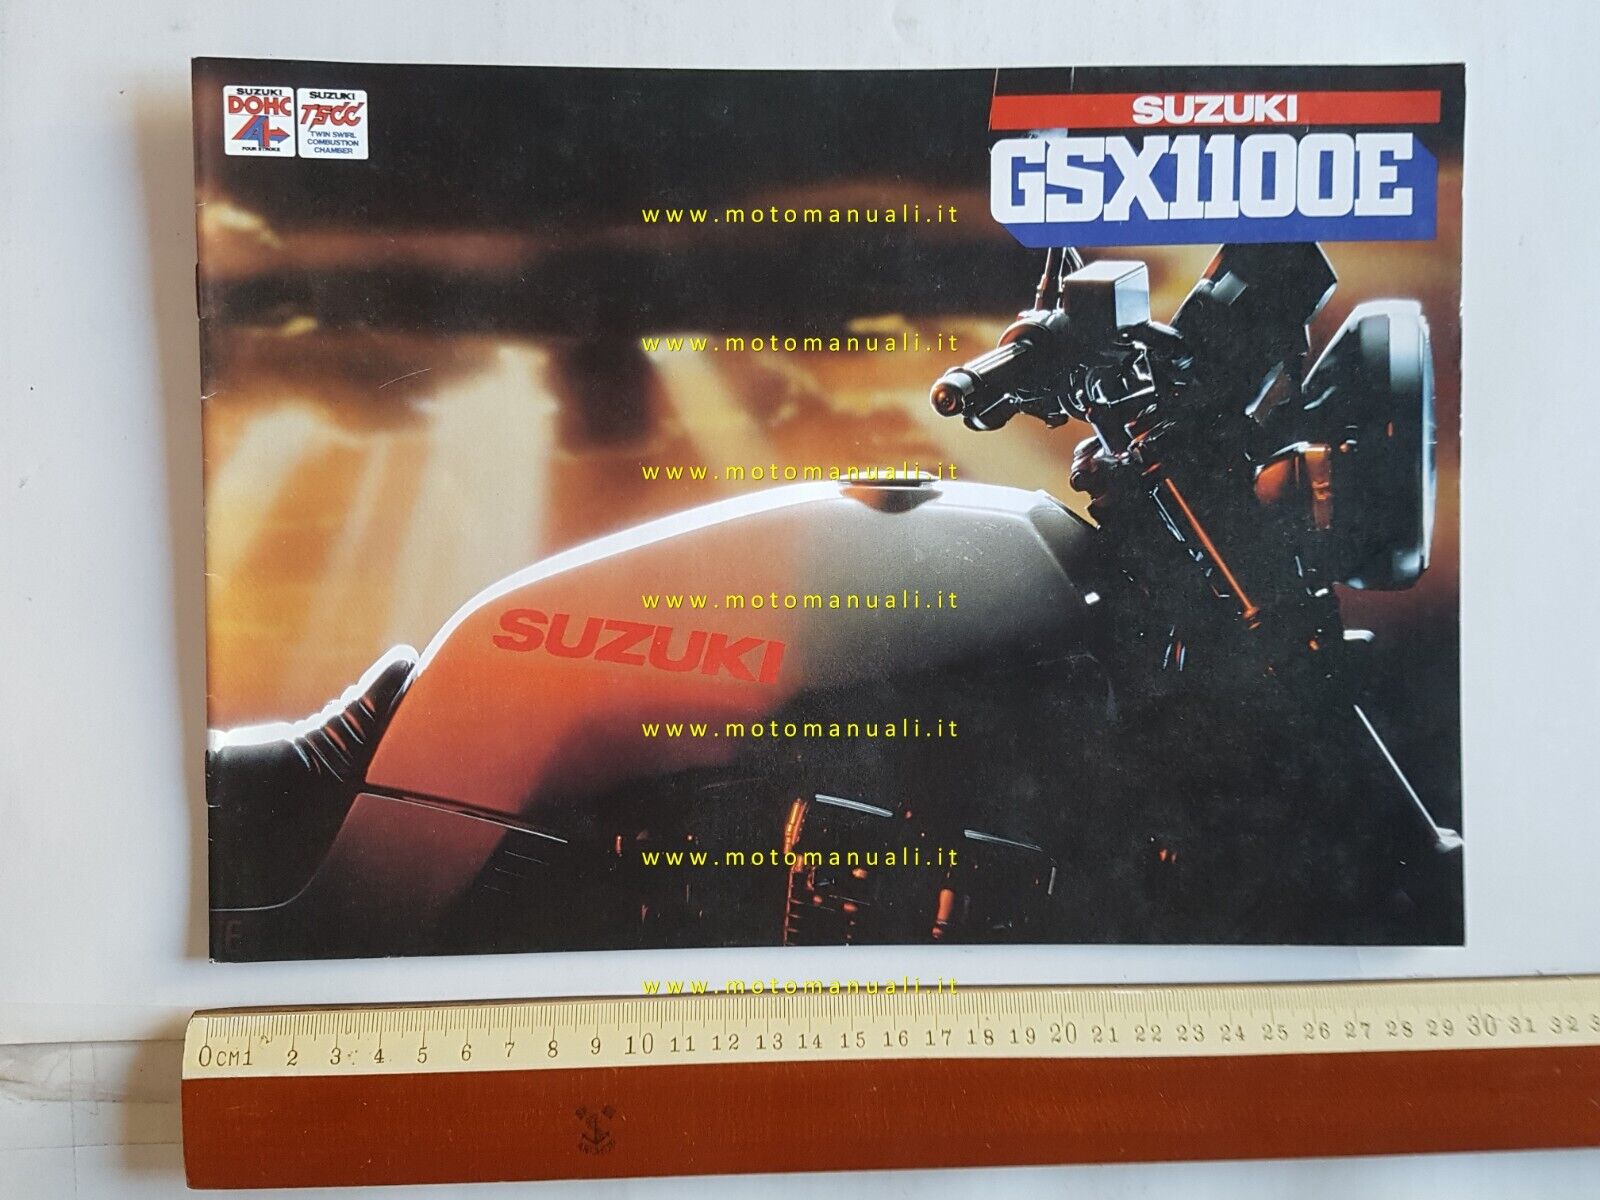 SUZUKI
DOHC
4
FOUR STROKE
SUZUKI
TSCC
TWIN SWIRL
COMBUSTION
CHAMBER
SUZUKI
GSX1100E
www.motomanuali.it
www.motomanuali.it
www.motomanuali.it
www.motomanuali.it
SUZUKI
www.motomanuali.it
www.motomanuali.it
www.motomanuali.it
0CM1 2 3 4 5 6 7 8 9 10 11 12 13 14 15 16 17 18 19 20 21 22 23 24 25 26 27 28 29 30 31 32